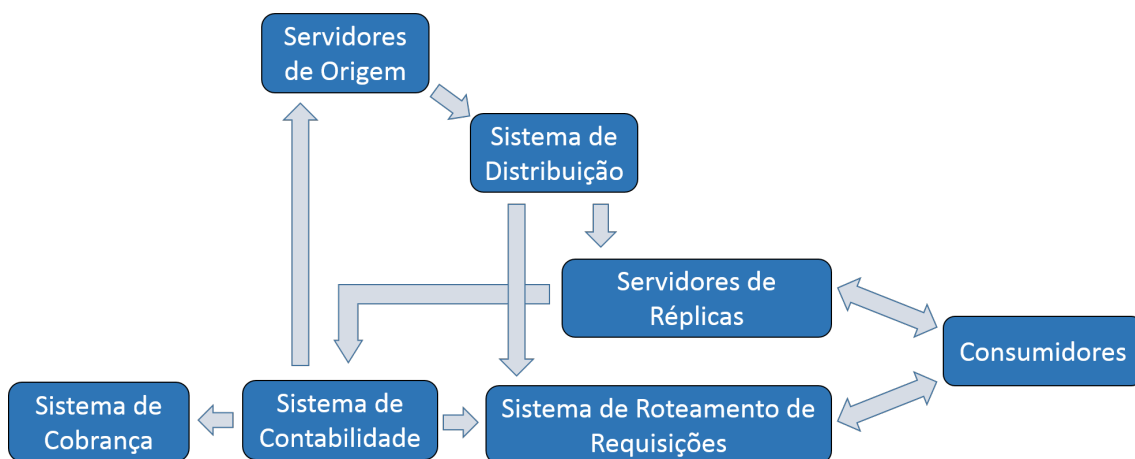 Servidores
de Origem
Sistema de
Distribuição
Servidores de
Réplicas
Consumidores
Sistema de
Cobrança
Sistema de
Contabilidade
Sistema de Roteamento de
Requisições